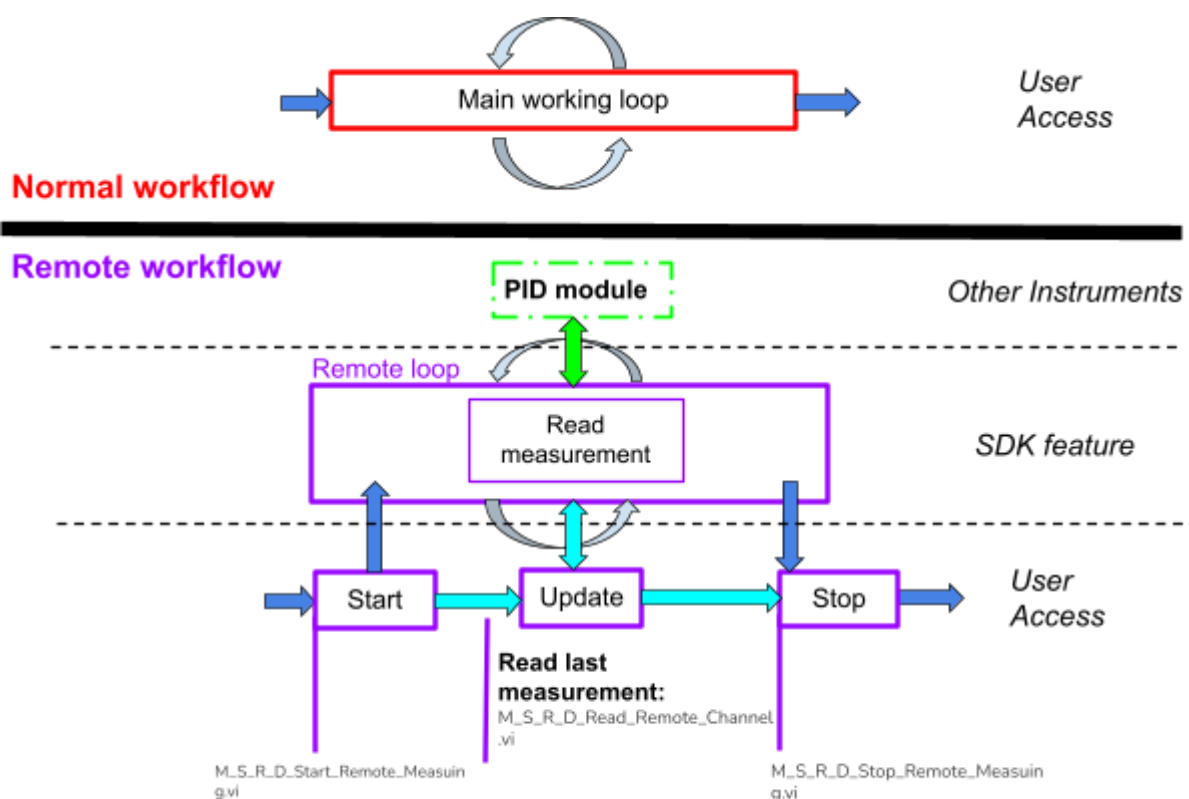 Main working loop
User
Access
Normal workflow
Remote workflow
PID module
Other Instruments
Remote loop
Read
measurement
SDK feature
Start
Update
Stop
User
Access
Read last
measurement:
M_S_R_D_Read_Remote_Channel
.vi
M_S_R_D_Start_Remote_Measuin
g.vi
M_S_R_D_Stop_Remote_Measuin
g.vi